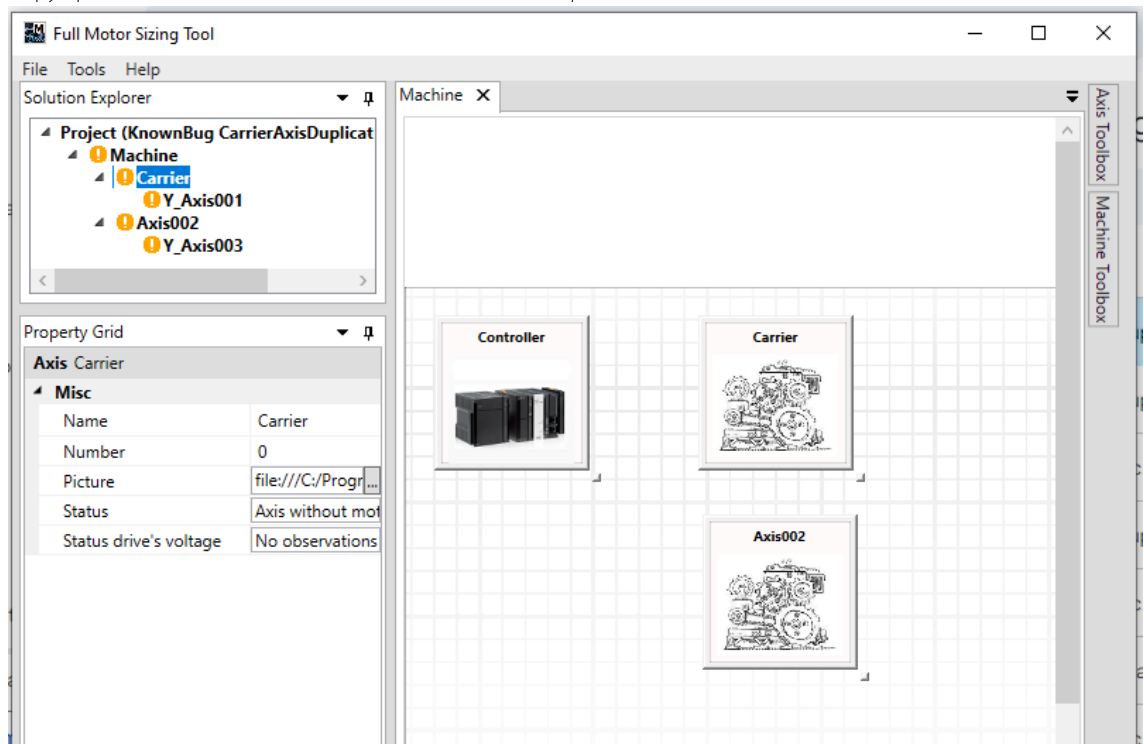 Full Motor Sizing Tool
File Tools Help
Solution Explorer
Project (KnownBug CarrierAxisDuplicat
Machine
Carrier
Y_Axis001
Axis002
Y_Axis003
Property Grid
Axis Carrier
Misc
Name Carrier
Number 0
Picture file:///C:/Progr ...
Status Axis without mot
Status drive's voltage No observations
Machine
Controller
Carrier
Axis002
Axis Toolbox
Machine Toolbox